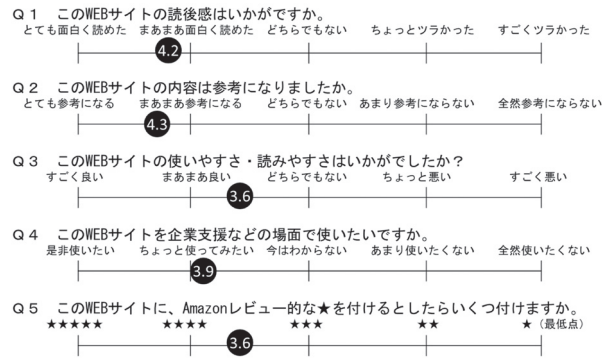 Q1 このWEBサイトの読後感はいかがですか。
とても面白く読めた まあまあ面白く読めた どちらでもない ちょっとツラかった すごくツラかった
4.2
Q2 このWEBサイトの内容は参考になりましたか。
とても参考になる まあまあ参考になる どちらでもない あまり参考にならない 全然参考にならない
4.3
Q3 このWEBサイトの使いやすさ・読みやすさはいかがでしたか？
すごく良い まあまあ良い どちらでもない ちょっと悪い すごく悪い
3.6
Q4 このWEBサイトを企業支援などの場面で使いたいですか。
是非使いたい ちょっと使ってみたい 今はわからない あまり使いたくない 全然使いたくない
3.9
Q5 このWEBサイトに、Amazonレビュー的な★を付けるとしたらいくつ付けますか。
★★★★★ ★★★★ ★★★ ★★ ★（最低点）
3.6